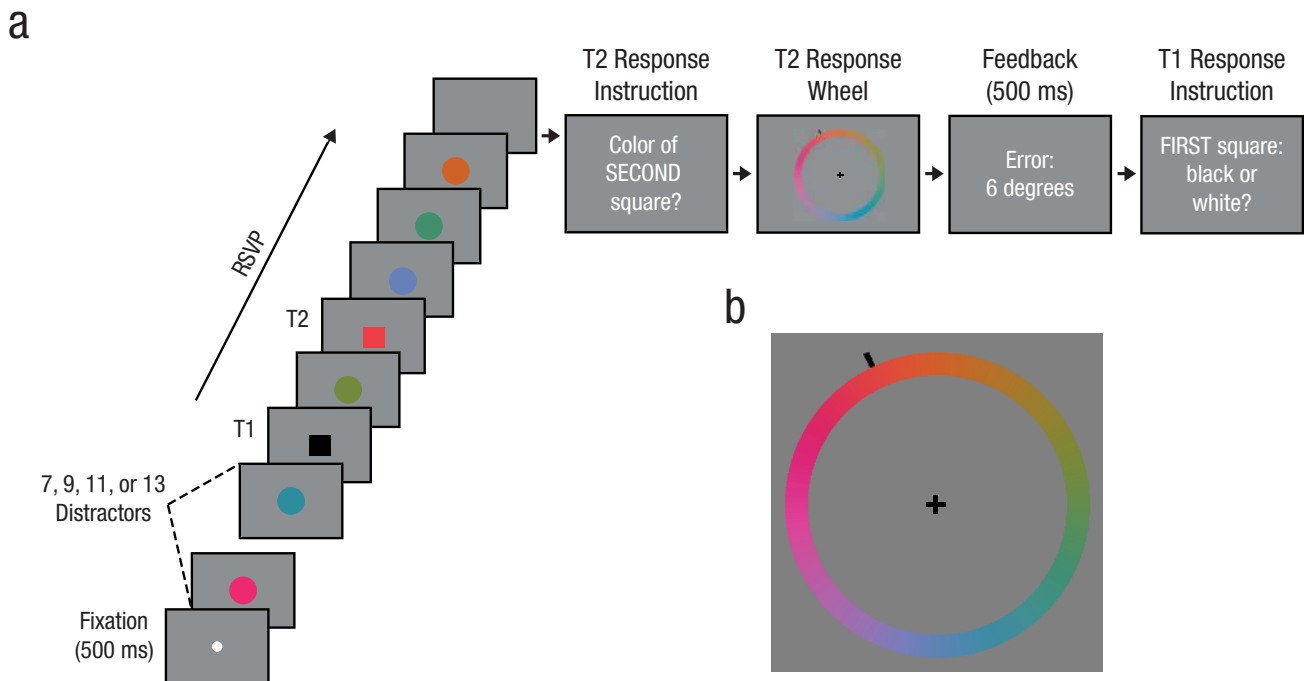 a
T2 Response
Instruction
T2 Response
Wheel
Feedback
(500 ms)
T1 Response
Instruction
Color of
SECOND
square?
Error:
6 degrees
FIRST square:
black or
white?
RSVP
T2
T1
7, 9, 11, or 13
Distractors
Fixation
(500 ms)
b